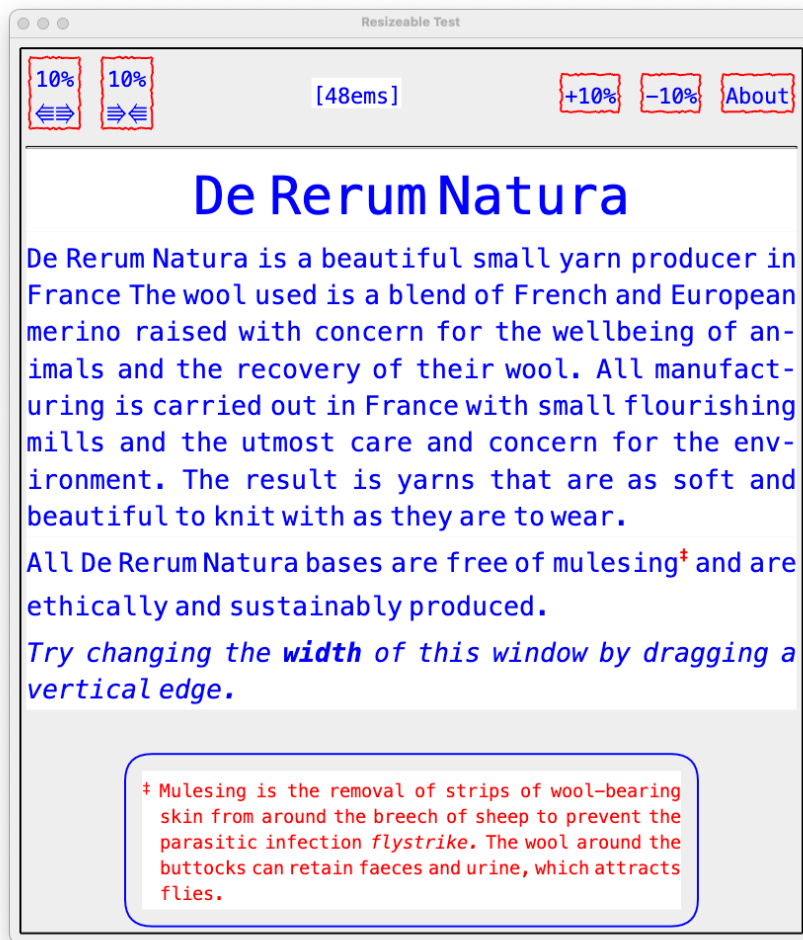 Resizeable Test
10% 10% [48ems] +10% −10% About
⇚⇛ ⇛⇚
De Rerum Natura
De Rerum Natura is a beautiful small yarn producer in
France The wool used is a blend of French and European
merino raised with concern for the wellbeing of an-
imals and the recovery of their wool. All manufact-
uring is carried out in France with small flourishing
mills and the utmost care and concern for the env-
ironment. The result is yarns that are as soft and
beautiful to knit with as they are to wear.
All De Rerum Natura bases are free of mulesing‡ and are
ethically and sustainably produced.
Try changing the width of this window by dragging a
vertical edge.
‡ Mulesing is the removal of strips of wool–bearing
skin from around the breech of sheep to prevent the
parasitic infection flystrike. The wool around the
buttocks can retain faeces and urine, which attracts
flies.